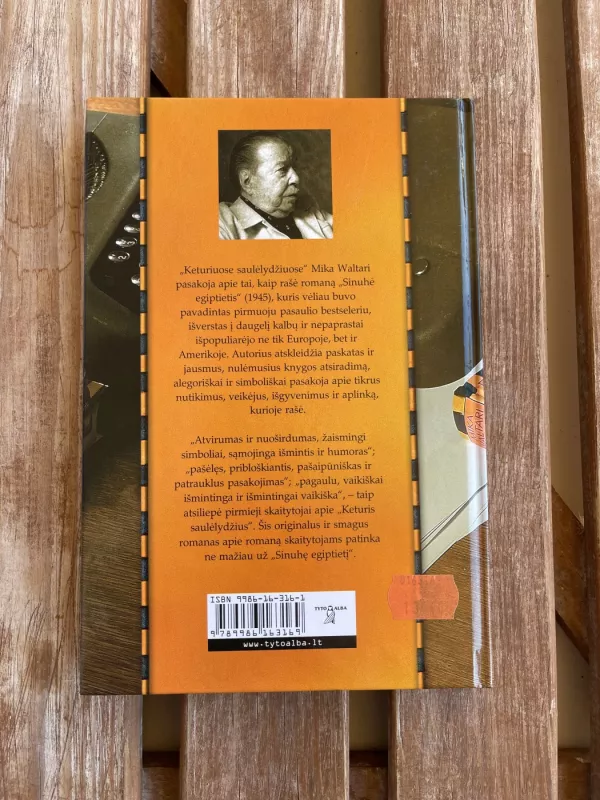 „Keturiuose saulėlydžiuose“ Mika Waltari
pasakoja apie tai, kaip rašė romaną „Sinuhė
egiptietis“ (1945), kuris vėliau buvo
pavadintas pirmuoju pasaulio bestseleriu,
išverstas į daugelį kalbų ir nepaprastai
išpopuliarėjo ne tik Europoje, bet ir
Amerikoje. Autorius atskleidžia paskatas ir
jausmus, nulėmusius knygos atsiradimą,
alegoriškai ir simboliškai pasakoja apie tikrus
nutikimus, veikėjus, išgyvenimus ir aplinką,
kurioje rašė.
„Atvirumas ir nuoširdumas, žaismingi
simboliai, sąmojinga išmintis ir humoras“;
„pašėlęs, pribloškiantis, pašaipūniškas ir
patrauklus pasakojimas“; „pagaulu, vaikiškai
išmintinga ir išmintingai vaikiška“, – taip
atsiliepė pirmieji skaitytojai apie „Keturis
saulėlydžius“. Šis originalus ir smagus
romanas apie romaną skaitytojams patinka
ne mažiau už „Sinuhę egiptietį“.
ISBN 9986-16-316-1
9 789986 163169
TYTO ALBA
www.tytoalba.lt